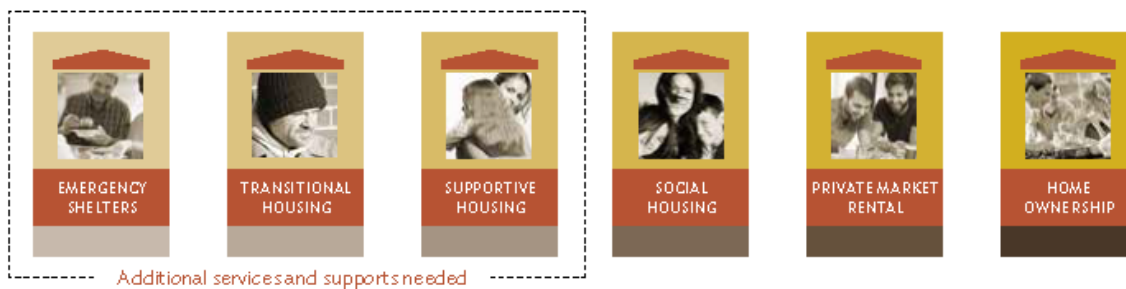 EMERGENCY
SHELTERS
TRANSITIONAL
HOUSING
SUPPORTIVE
HOUSING
SOCIAL
HOUSING
PRIVATE MARKET
RENTAL
HOME
OWNERSHIP
Additional services and supports needed